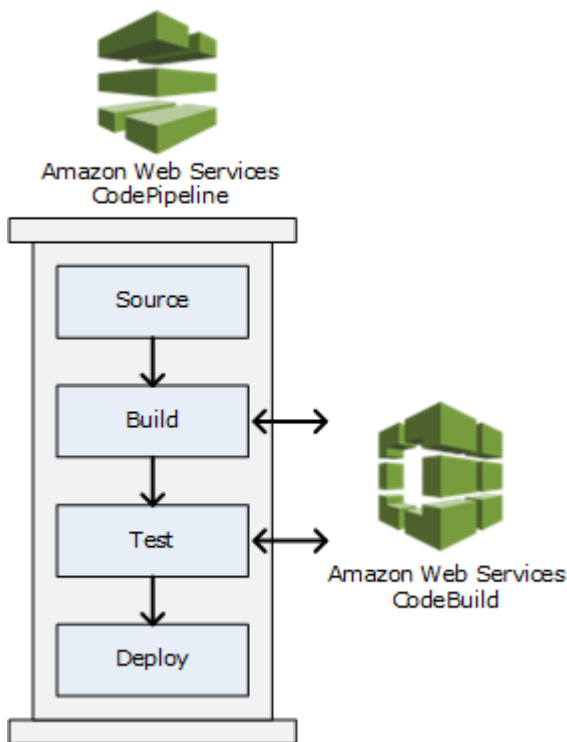 Amazon Web Services
CodePipeline
Source
Build
Test
Amazon Web Services
CodeBuild
Deploy